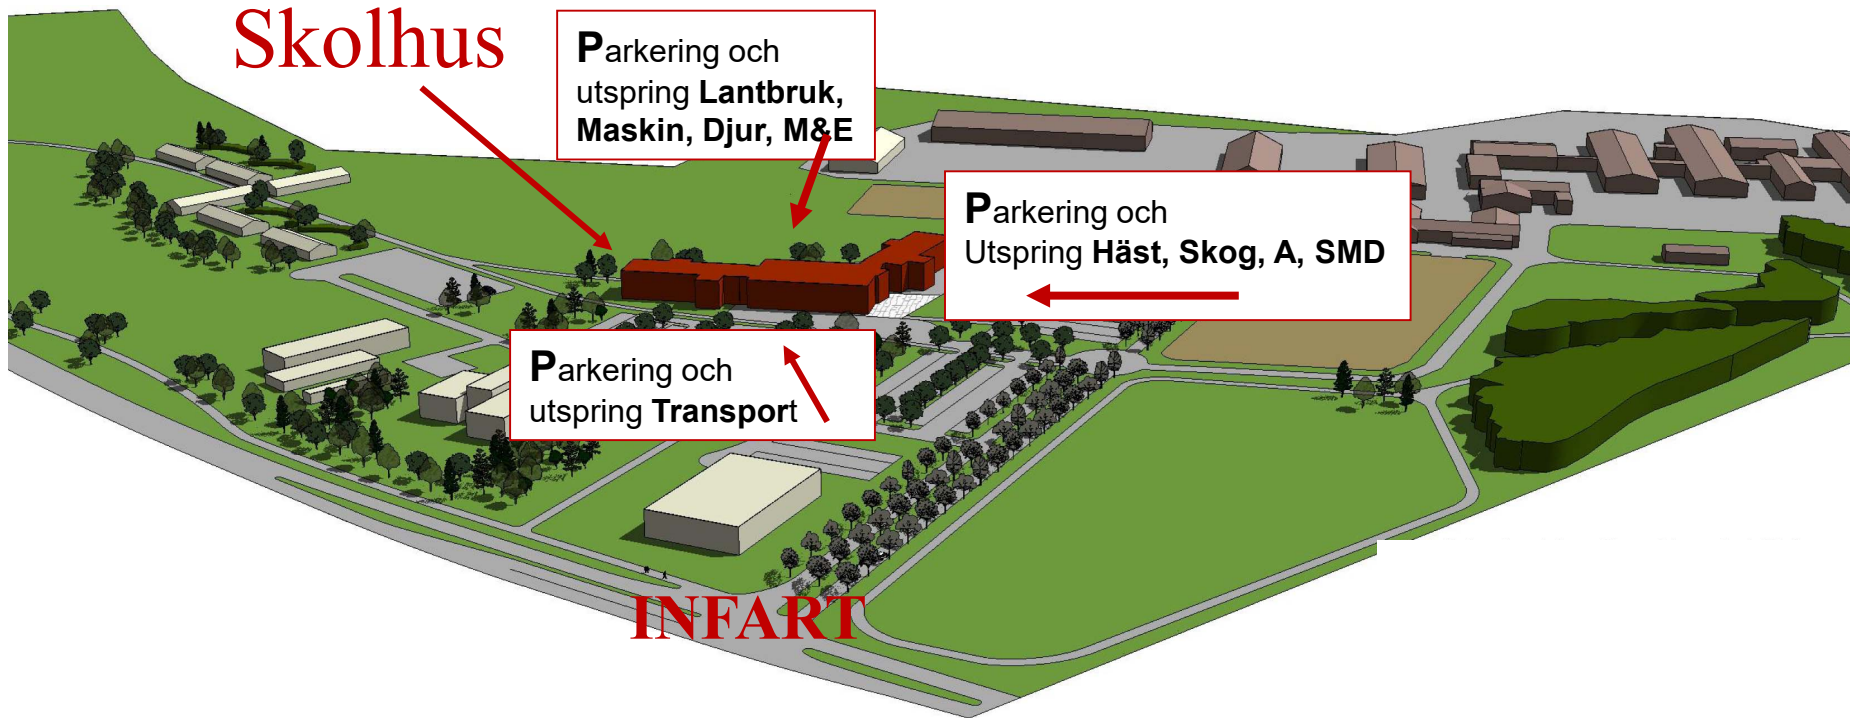 Skolhus
Parkering och
utspring Lantbruk,
Maskin, Djur, M&E
Parkering och
Utspring Häst, Skog, A, SMD
Parkering och
utspring Transport
INFART